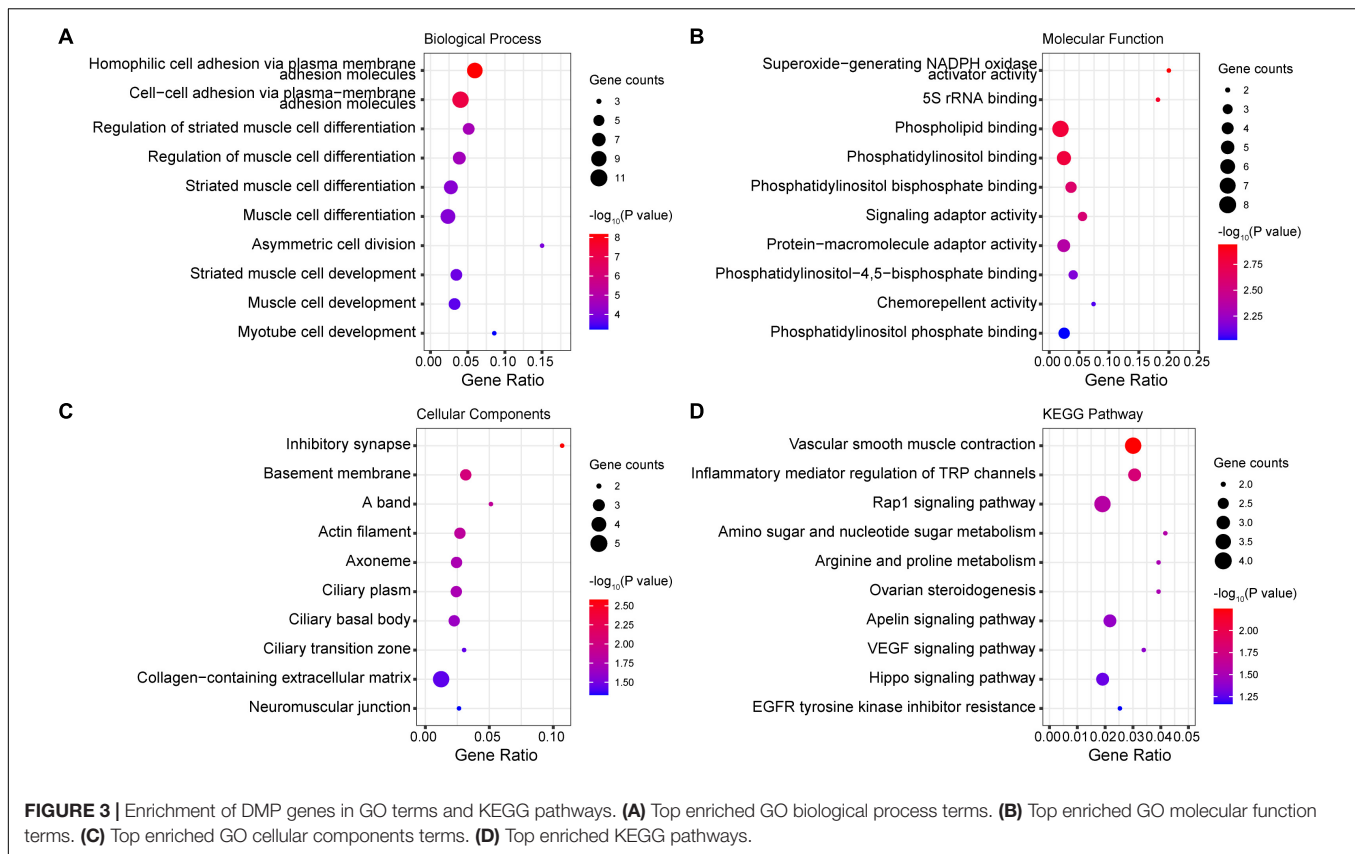 A
Biological Process
Homophilic cell adhesion via plasma membrane
adhesion molecules
Cell−cell adhesion via plasma−membrane
adhesion molecules
Regulation of striated muscle cell differentiation
Regulation of muscle cell differentiation
Striated muscle cell differentiation
Muscle cell differentiation
Asymmetric cell division
Striated muscle cell development
Muscle cell development
Myotube cell development
0.00 0.05 0.10 0.15
Gene Ratio
Gene counts
3
5
7
9
11
-log10(P value)
8
7
6
5
4
B
Molecular Function
Superoxide−generating NADPH oxidase
activator activity
5S rRNA binding
Phospholipid binding
Phosphatidylinositol binding
Phosphatidylinositol bisphosphate binding
Signaling adaptor activity
Protein−macromolecule adaptor activity
Phosphatidylinositol−4,5−bisphosphate binding
Chemorepellent activity
Phosphatidylinositol phosphate binding
0.00 0.05 0.10 0.15 0.20 0.25
Gene Ratio
Gene counts
2
3
4
5
6
7
8
-log10(P value)
2.75
2.50
2.25
C
Cellular Components
Inhibitory synapse
Basement membrane
A band
Actin filament
Axoneme
Ciliary plasm
Ciliary basal body
Ciliary transition zone
Collagen−containing extracellular matrix
Neuromuscular junction
0.00 0.05 0.10
Gene Ratio
Gene counts
2
3
4
5
-log10(P value)
2.50
2.25
2.00
1.75
1.50
D
KEGG Pathway
Vascular smooth muscle contraction
Inflammatory mediator regulation of TRP channels
Rap1 signaling pathway
Amino sugar and nucleotide sugar metabolism
Arginine and proline metabolism
Ovarian steroidogenesis
Apelin signaling pathway
VEGF signaling pathway
Hippo signaling pathway
EGFR tyrosine kinase inhibitor resistance
0.00 0.01 0.02 0.03 0.04 0.05
Gene Ratio
Gene counts
2.0
2.5
3.0
3.5
4.0
-log10(P value)
2.00
1.75
1.50
1.25
FIGURE 3 | Enrichment of DMP genes in GO terms and KEGG pathways. (A) Top enriched GO biological process terms. (B) Top enriched GO molecular function
terms. (C) Top enriched GO cellular components terms. (D) Top enriched KEGG pathways.